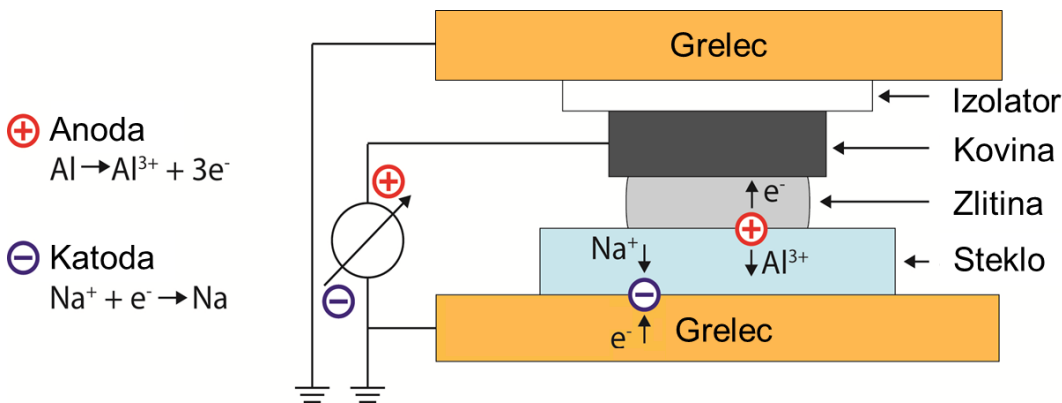 Grelec
Izolator
Anoda
Al → Al³⁺ + 3e⁻
Kovina
e⁻
Zlitina
Katoda
Na⁺ + e⁻ → Na
Na⁺
Al³⁺
Steklo
e⁻
Grelec